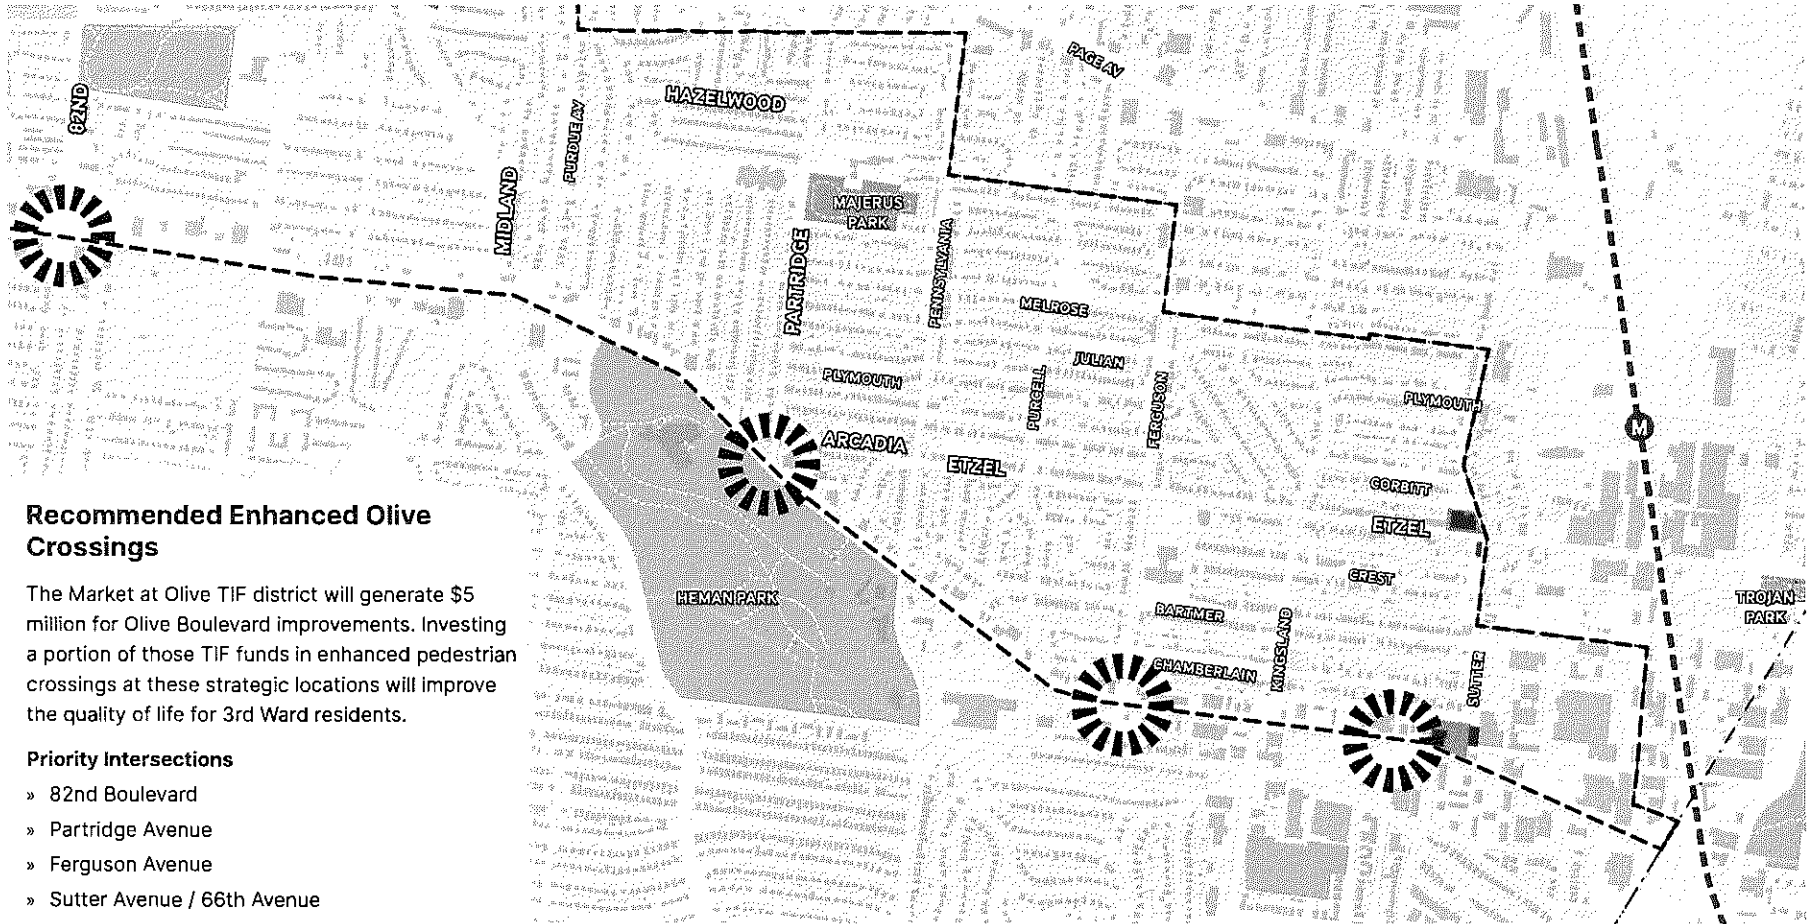 PAGE AV
82ND
HAZELWOOD
PURDUE AV
MIDLAND
MAJERUS
PARK
PARTRIDGE
PENNSYLVANIA
MELROSE
JULIAN
PLYMOUTH
PURCELL
FERGUSON
PLYMOUTH
M
ARCADIA
ETZEL
CORBITT
ETZEL
CREST
HEMAN PARK
BARTMER
KINGSLAND
TROJAN
PARK
CHAMBERLAIN
SUTTER
Recommended Enhanced Olive
Crossings
The Market at Olive TIF district will generate $5
million for Olive Boulevard improvements. Investing
a portion of those TIF funds in enhanced pedestrian
crossings at these strategic locations will improve
the quality of life for 3rd Ward residents.
Priority Intersections
» 82nd Boulevard
» Partridge Avenue
» Ferguson Avenue
» Sutter Avenue / 66th Avenue